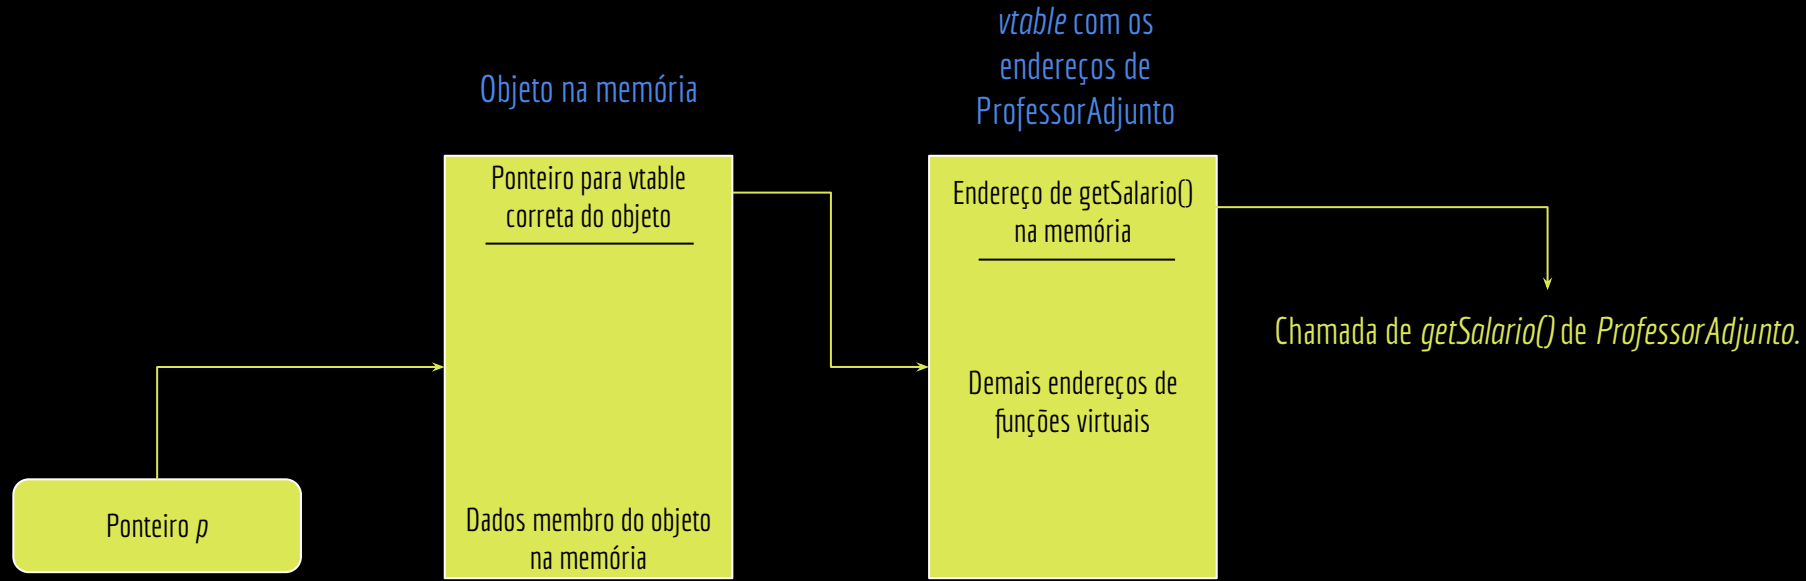 Objeto na memória
vtable com os
endereços de
ProfessorAdjunto
Ponteiro para vtable
correta do objeto
Endereço de getSalario()
na memória
Chamada de getSalario() de ProfessorAdjunto.
Demais endereços de
funções virtuais
Ponteiro p
Dados membro do objeto
na memória